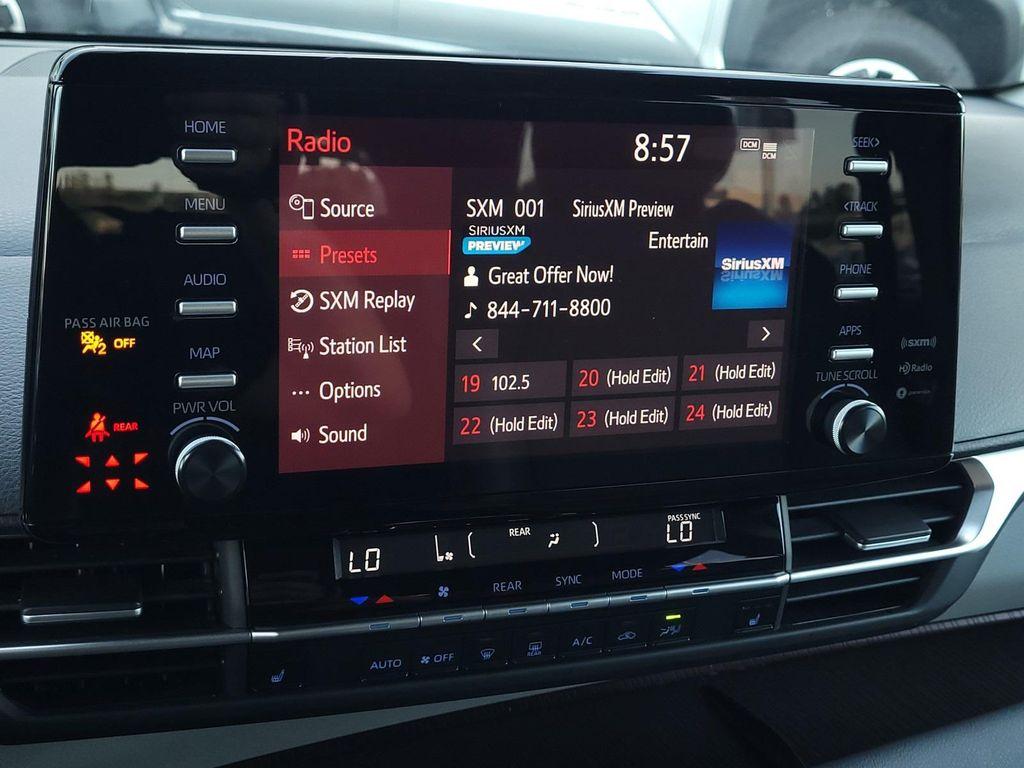 HOME
MENU
AUDIO
MAP
PWR VOL
PASS AIR BAG
2 OFF
REAR
Radio
8:57
DCM
DCM
Source
Presets
SXM Replay
Station List
Options
Sound
SXM 001 SiriusXM Preview
SIRIUSXM
PREVIEW
Entertain
SiriusXM
Great Offer Now!
844-711-8800
<
>
19 102.5
20 (Hold Edit)
21 (Hold Edit)
22 (Hold Edit)
23 (Hold Edit)
24 (Hold Edit)
SEEK>
<TRACK
PHONE
APPS
TUNE SCROLL
((sxm))
HD Radio
LO
REAR
PASS SYNC
LO
REAR
SYNC
MODE
AUTO
OFF
REAR
A/C